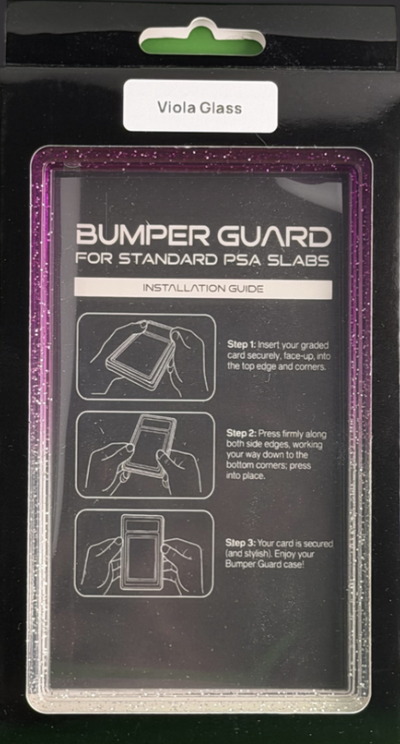 Viola Glass
BUMPER GUARD
FOR STANDARD PSA SLABS
INSTALLATION GUIDE
Step 1: Insert your graded
card securely, face-up, into
the top edge and corners.
Step 2: Press firmly along
both side edges, working
your way down to the
bottom corners; press
into place.
Step 3: Your card is secured
(and stylish). Enjoy your
Bumper Guard case!